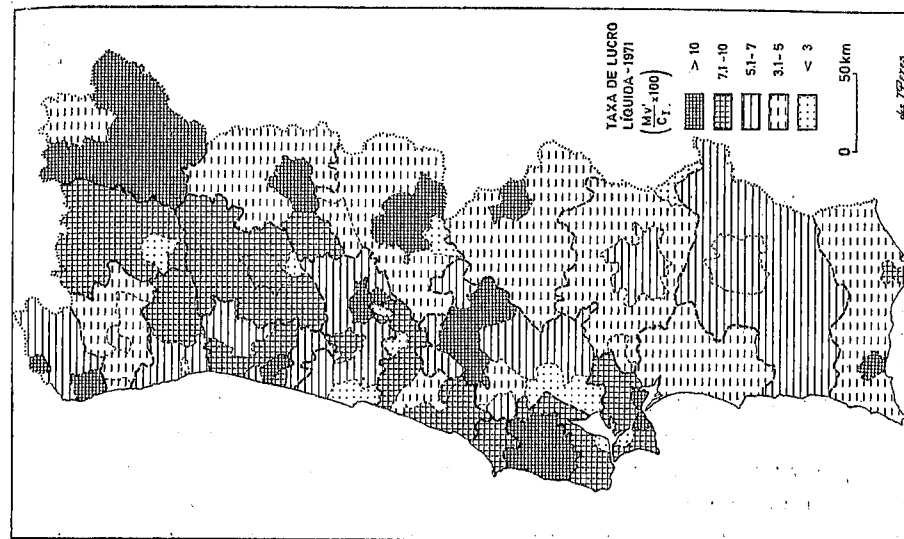 TAXA DE LUCRO
LÍQUIDA - 1971
(Mv' x100)
C T.
> 10
7.1-10
5.1-7
3.1-5
< 3
0 50km